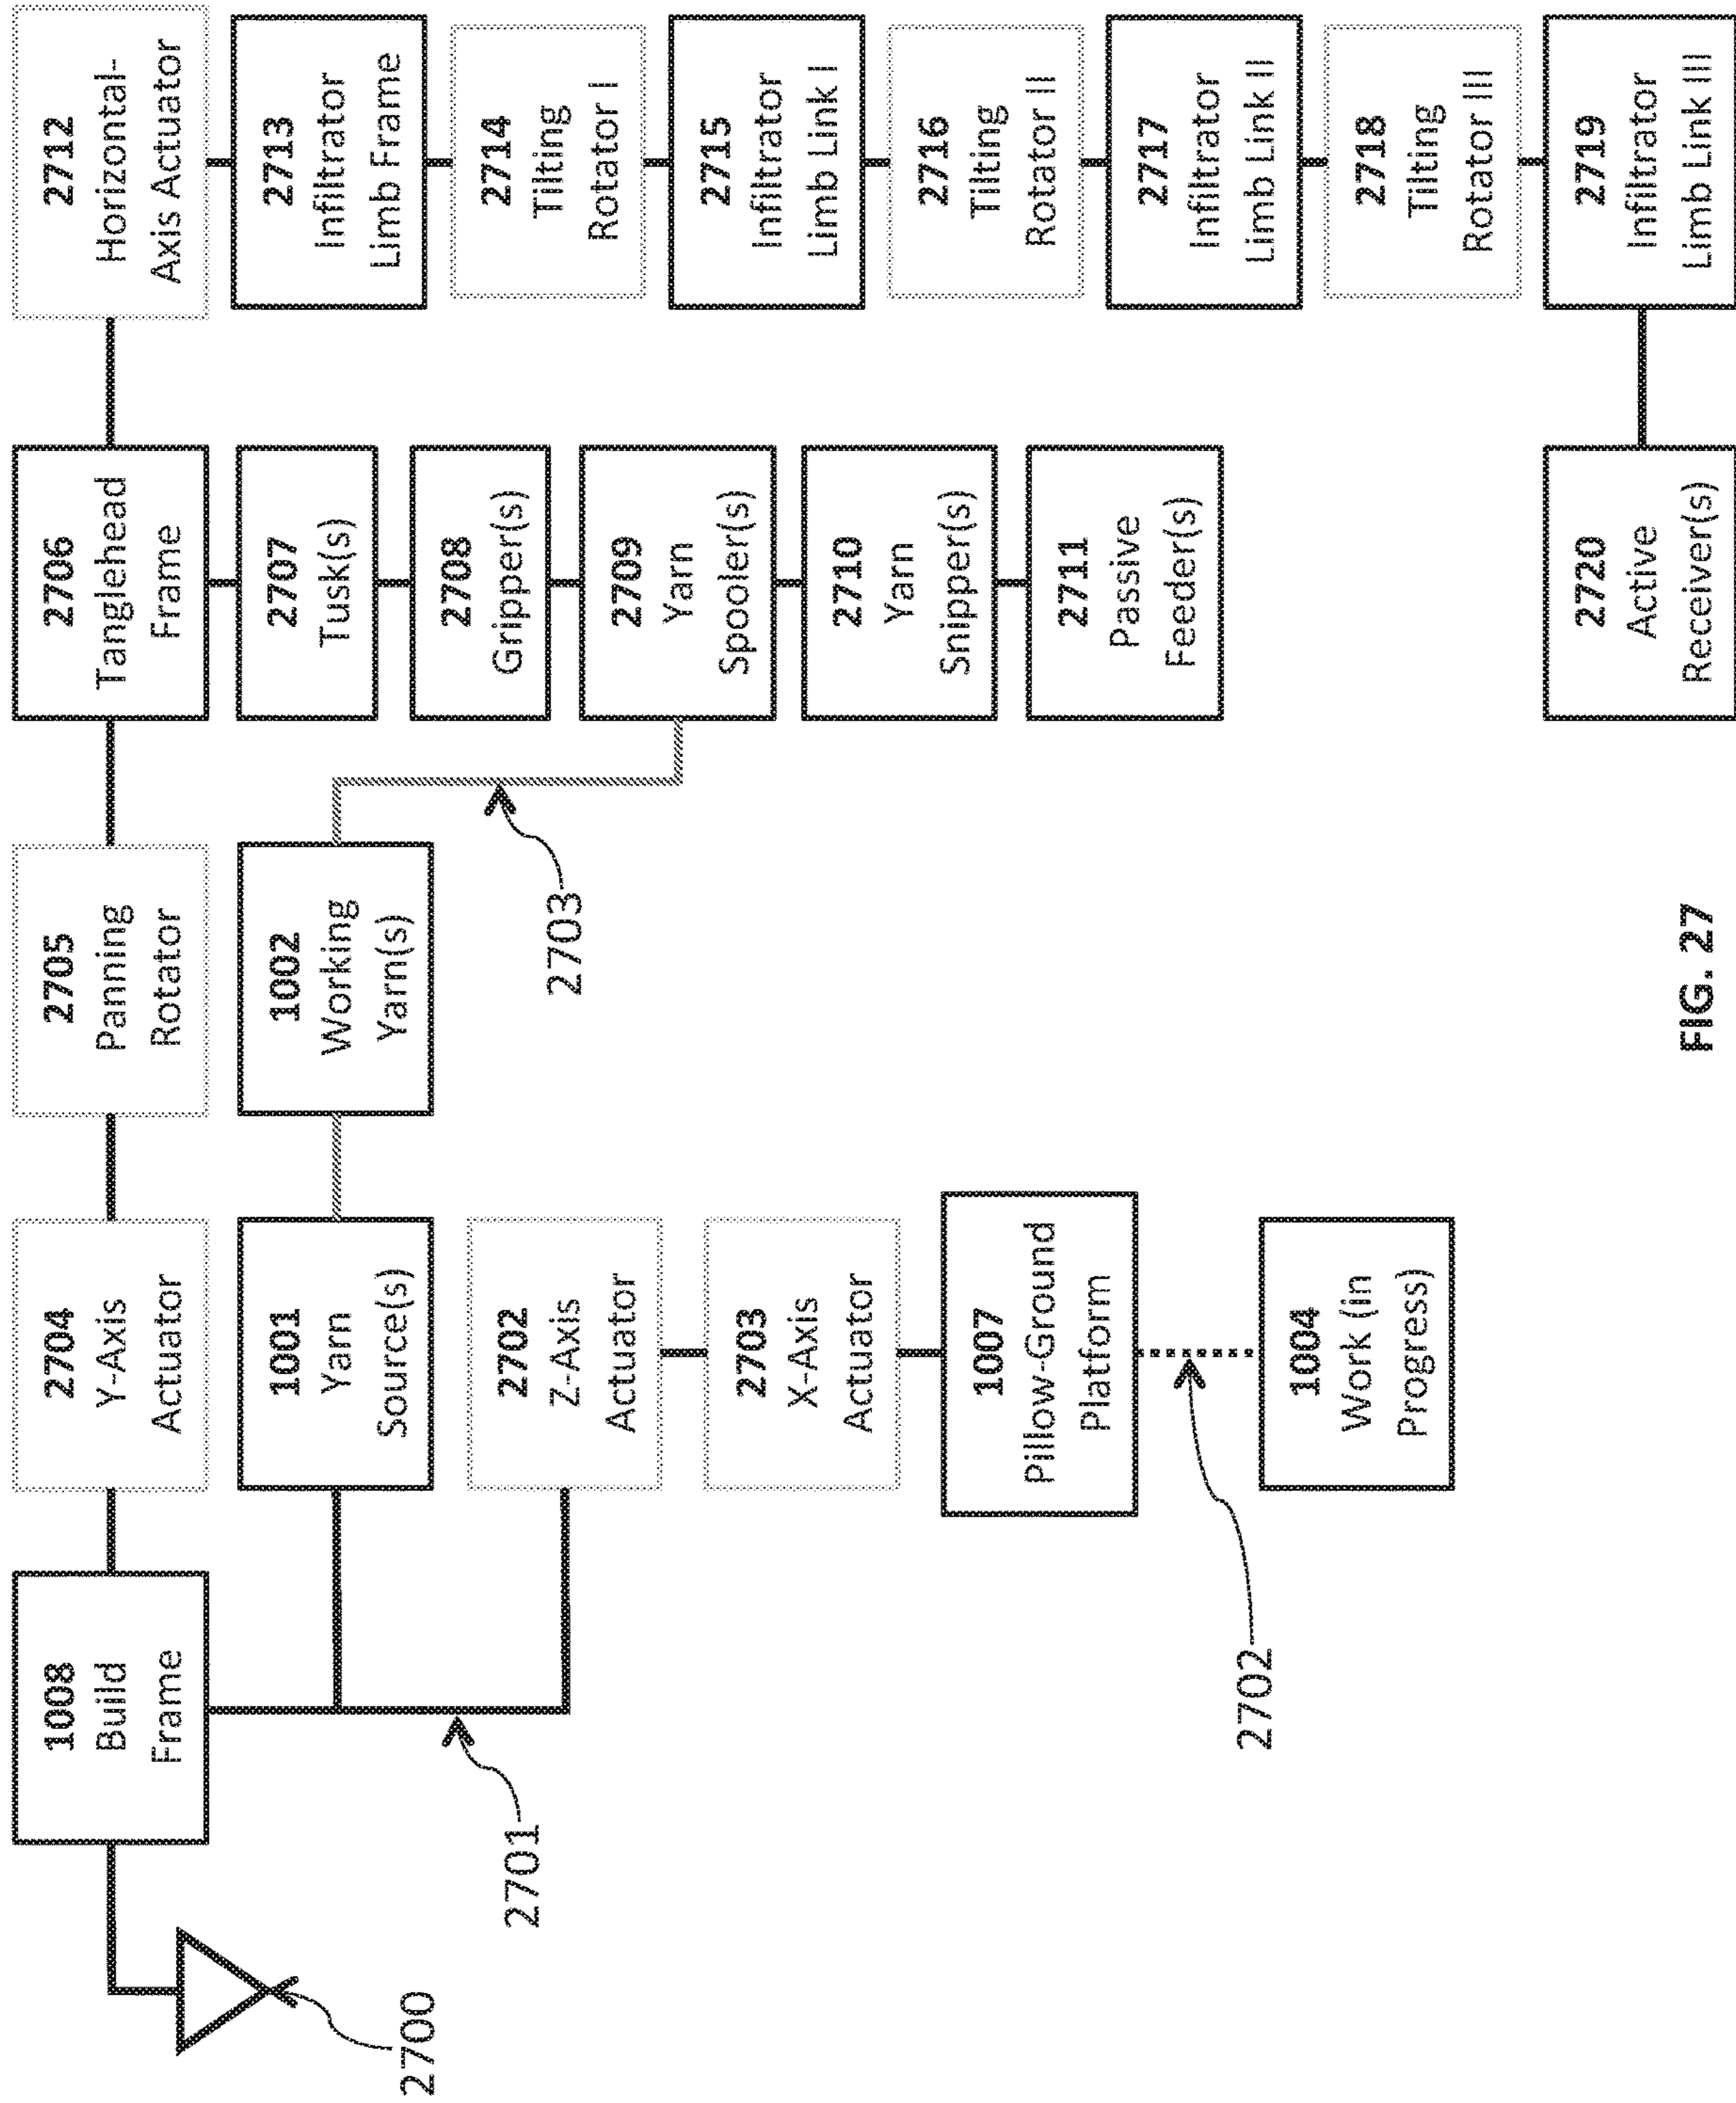 2700
1008
Build
Frame
2701
2704
Y-Axis
Actuator
1001
Yarn
Source(s)
2702
Z-Axis
Actuator
2703
X-Axis
Actuator
1007
Pillow-Ground
Platform
2702
1004
Work (in
Progress)
2705
Panning
Rotator
1002
Working
Yarn(s)
2703
2706
Tanglehead
Frame
2707
Tusk(s)
2708
Gripper(s)
2709
Yarn
Spooler(s)
2710
Yarn
Snipper(s)
2711
Passive
Feeder(s)
2712
Horizontal-
Axis Actuator
2713
Infiltrator
Limb Frame
2714
Tilting
Rotator I
2715
Infiltrator
Limb Link I
2716
Tilting
Rotator II
2717
Infiltrator
Limb Link II
2718
Tilting
Rotator III
2719
Infiltrator
Limb Link III
2720
Active
Receiver(s)
FIG. 27